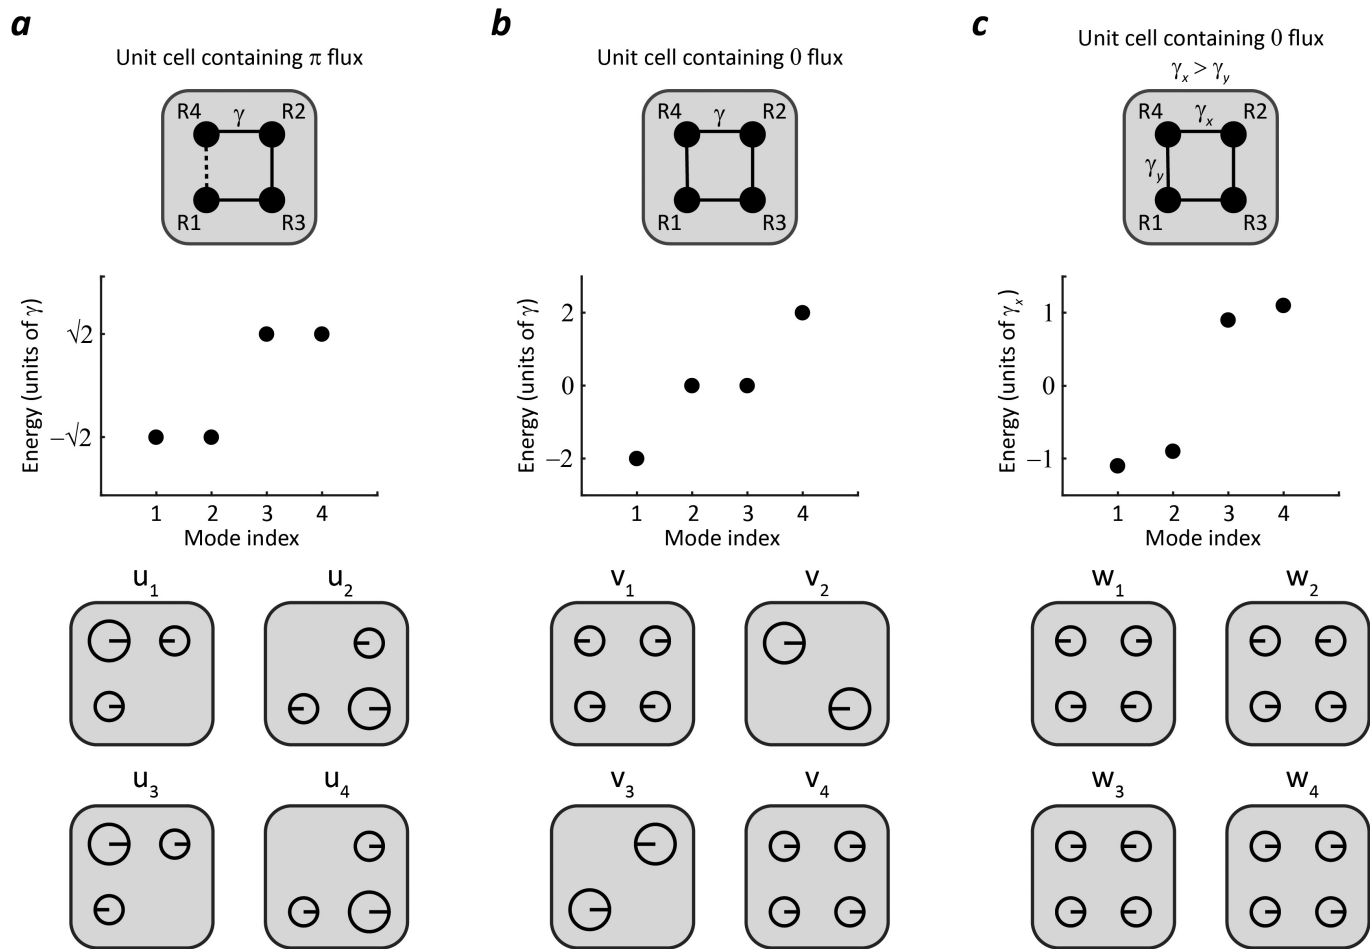 a
Unit cell containing π flux
R4 γ R2
R1 R3
Energy (units of γ)
√2
−√2
1 2 3 4
Mode index
u1 u2
u3 u4
b
Unit cell containing 0 flux
R4 γ R2
R1 R3
Energy (units of γ)
2
0
−2
1 2 3 4
Mode index
v1 v2
v3 v4
c
Unit cell containing 0 flux
γx > γy
R4 γx R2
γy
R1 R3
Energy (units of γx)
1
0
−1
1 2 3 4
Mode index
w1 w2
w3 w4